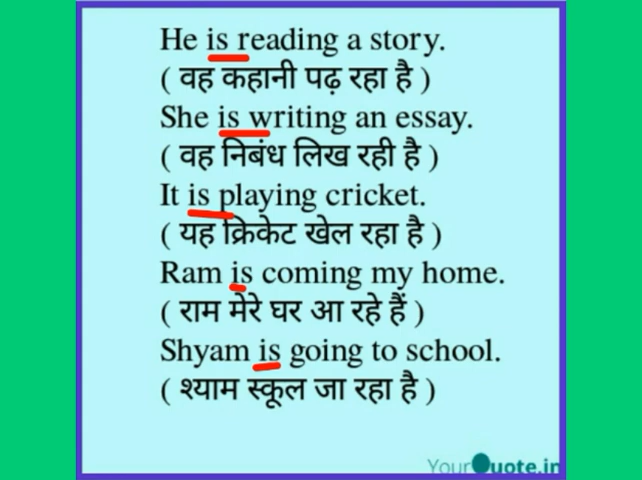 He is reading a story.
( वह कहानी पढ़ रहा है )
She is writing an essay.
( वह निबंध लिख रही है )
It is playing cricket.
( यह क्रिकेट खेल रहा है )
Ram is coming my home.
( राम मेरे घर आ रहे हैं )
Shyam is going to school.
( श्याम स्कूल जा रहा है )
YourQuote.in